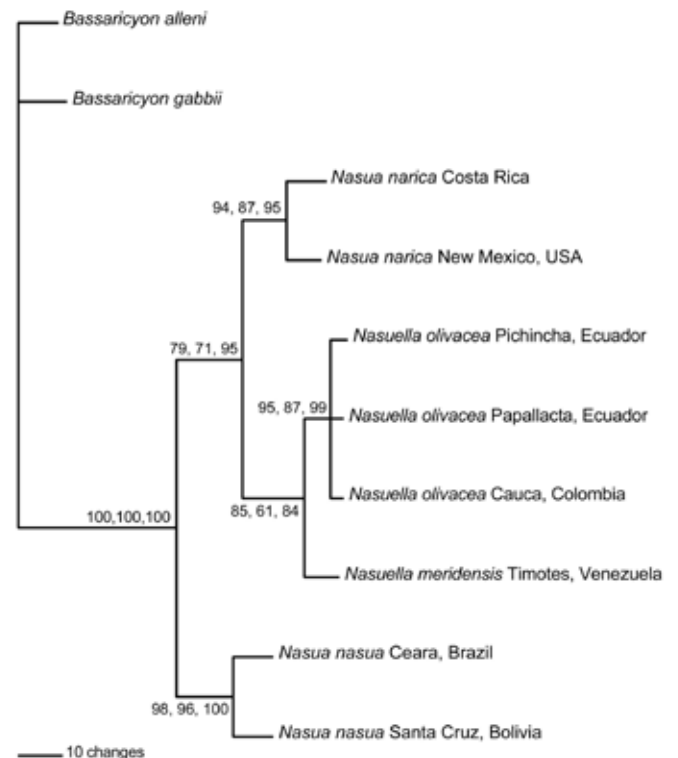 Bassaricyon alleni
Bassaricyon gabbii
Nasua narica Costa Rica
94, 87, 95
Nasua narica New Mexico, USA
Nasuella olivacea Pichincha, Ecuador
79, 71, 95
95, 87, 99
Nasuella olivacea Papallacta, Ecuador
Nasuella olivacea Cauca, Colombia
85, 61, 84
100,100,100
Nasuella meridensis Timotes, Venezuela
Nasua nasua Ceara, Brazil
98, 96, 100
Nasua nasua Santa Cruz, Bolivia
10 changes